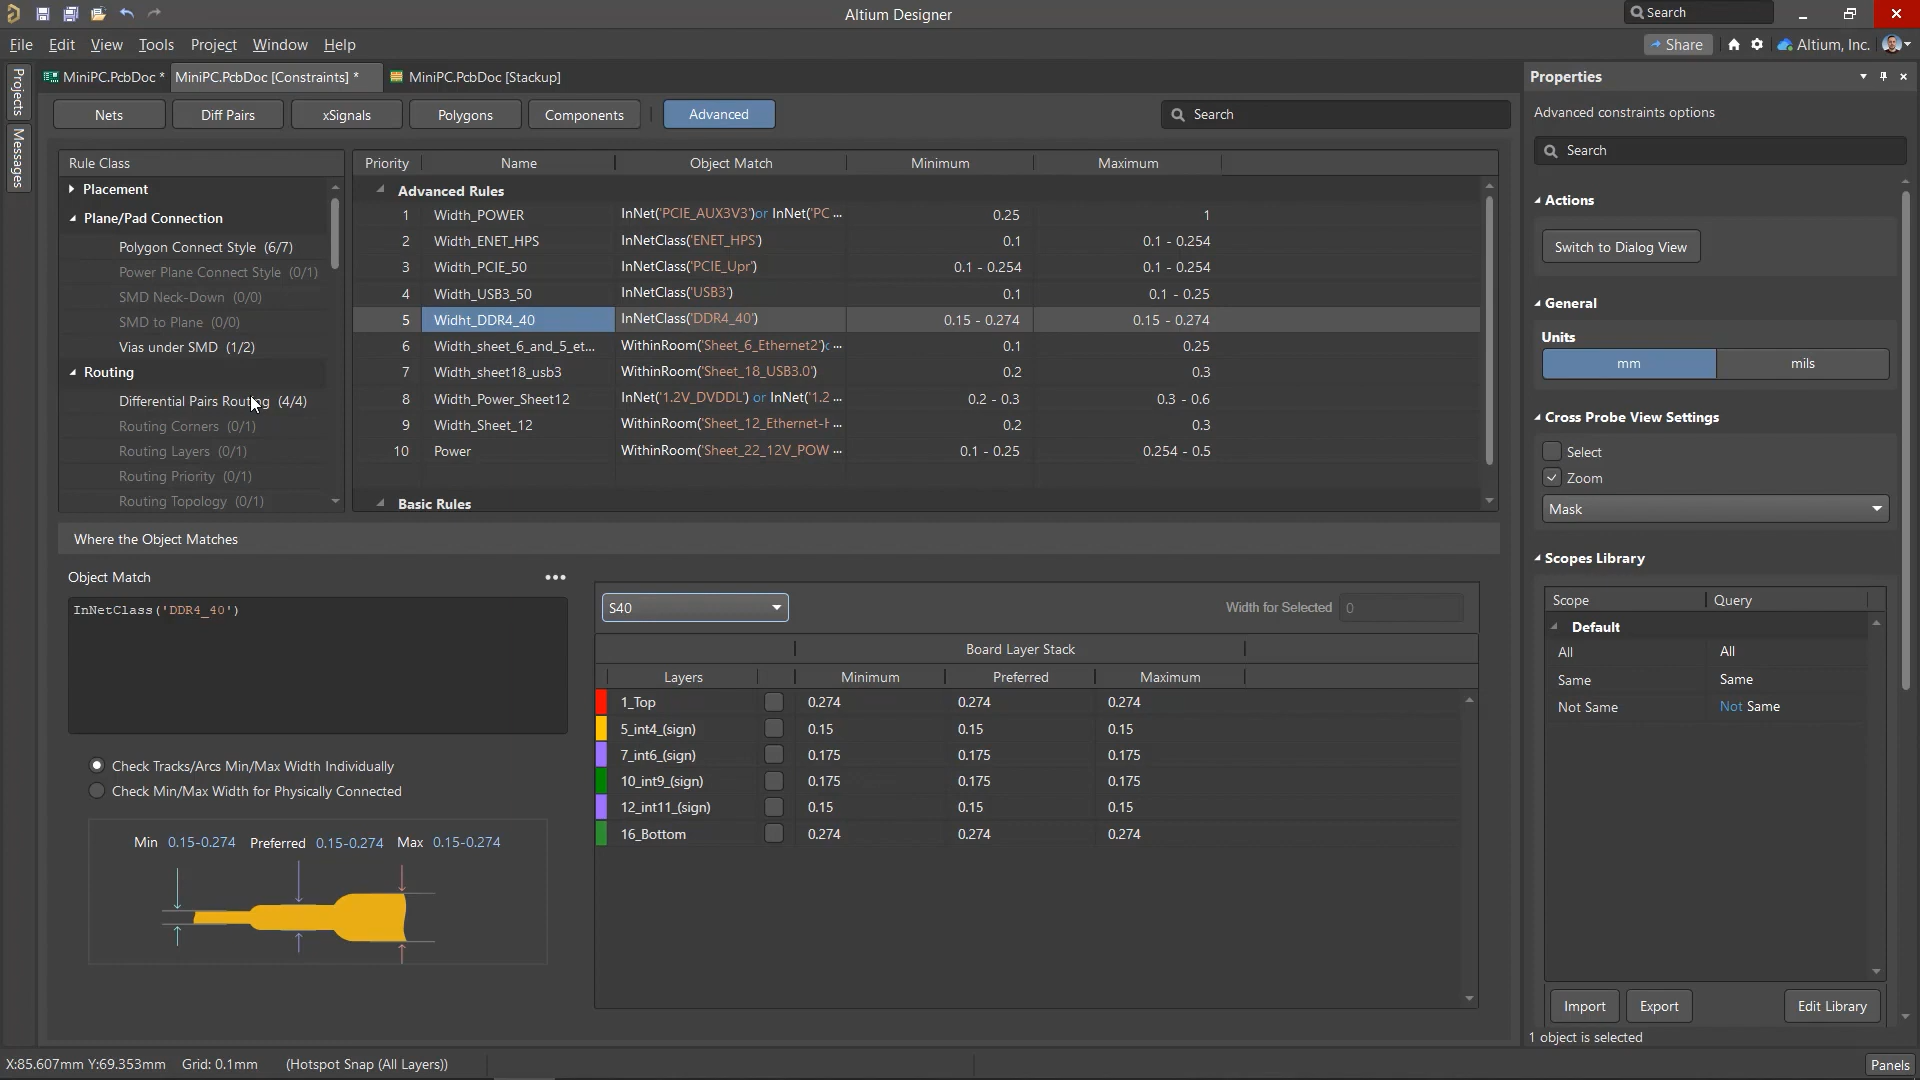 Altium Designer
Search
File Edit View Tools Project Window Help
Share
Altium, Inc.
Projects
Messages
MiniPC.PcbDoc *
MiniPC.PcbDoc [Constraints] *
MiniPC.PcbDoc [Stackup]
Nets Diff Pairs xSignals Polygons Components Advanced
Search
Rule Class
Placement
Plane/Pad Connection
Polygon Connect Style (6/7)
Power Plane Connect Style (0/1)
SMD Neck-Down (0/0)
SMD to Plane (0/0)
Vias under SMD (1/2)
Routing
Differential Pairs Routing (4/4)
Routing Corners (0/1)
Routing Layers (0/1)
Routing Priority (0/1)
Routing Topology (0/1)
Priority Name Object Match Minimum Maximum
Advanced Rules
1 Width_POWER InNet('PCIE_AUX3V3')or InNet('PC ... 0.25 1
2 Width_ENET_HPS InNetClass('ENET_HPS') 0.1 0.1 - 0.254
3 Width_PCIE_50 InNetClass('PCIE_Upr') 0.1 - 0.254 0.1 - 0.254
4 Width_USB3_50 InNetClass('USB3') 0.1 0.1 - 0.25
5 Widht_DDR4_40 InNetClass('DDR4_40') 0.15 - 0.274 0.15 - 0.274
6 Width_sheet_6_and_5_et... WithinRoom('Sheet_6_Ethernet2') ... 0.1 0.25
7 Width_sheet18_usb3 WithinRoom('Sheet_18_USB3.0') 0.2 0.3
8 Width_Power_Sheet12 InNet('1.2V_DVDDL') or InNet('1.2 ... 0.2 - 0.3 0.3 - 0.6
9 Width_Sheet_12 WithinRoom('Sheet_12_Ethernet-H ... 0.2 0.3
10 Power WithinRoom('Sheet_22_12V_POW ... 0.1 - 0.25 0.254 - 0.5
Basic Rules
Where the Object Matches
Object Match
InNetClass('DDR4_40')
Check Tracks/Arcs Min/Max Width Individually
Check Min/Max Width for Physically Connected
Min 0.15-0.274 Preferred 0.15-0.274 Max 0.15-0.274
S40
Width for Selected 0
Board Layer Stack
Layers Minimum Preferred Maximum
1_Top 0.274 0.274 0.274
5_int4_(sign) 0.15 0.15 0.15
7_int6_(sign) 0.175 0.175 0.175
10_int9_(sign) 0.175 0.175 0.175
12_int11_(sign) 0.15 0.15 0.15
16_Bottom 0.274 0.274 0.274
Properties
Advanced constraints options
Search
Actions
Switch to Dialog View
General
Units
mm mils
Cross Probe View Settings
Select
Zoom
Mask
Scopes Library
Scope Query
Default
All All
Same Same
Not Same Not Same
Import Export Edit Library
1 object is selected
X:85.607mm Y:69.353mm Grid: 0.1mm (Hotspot Snap (All Layers))
Panels